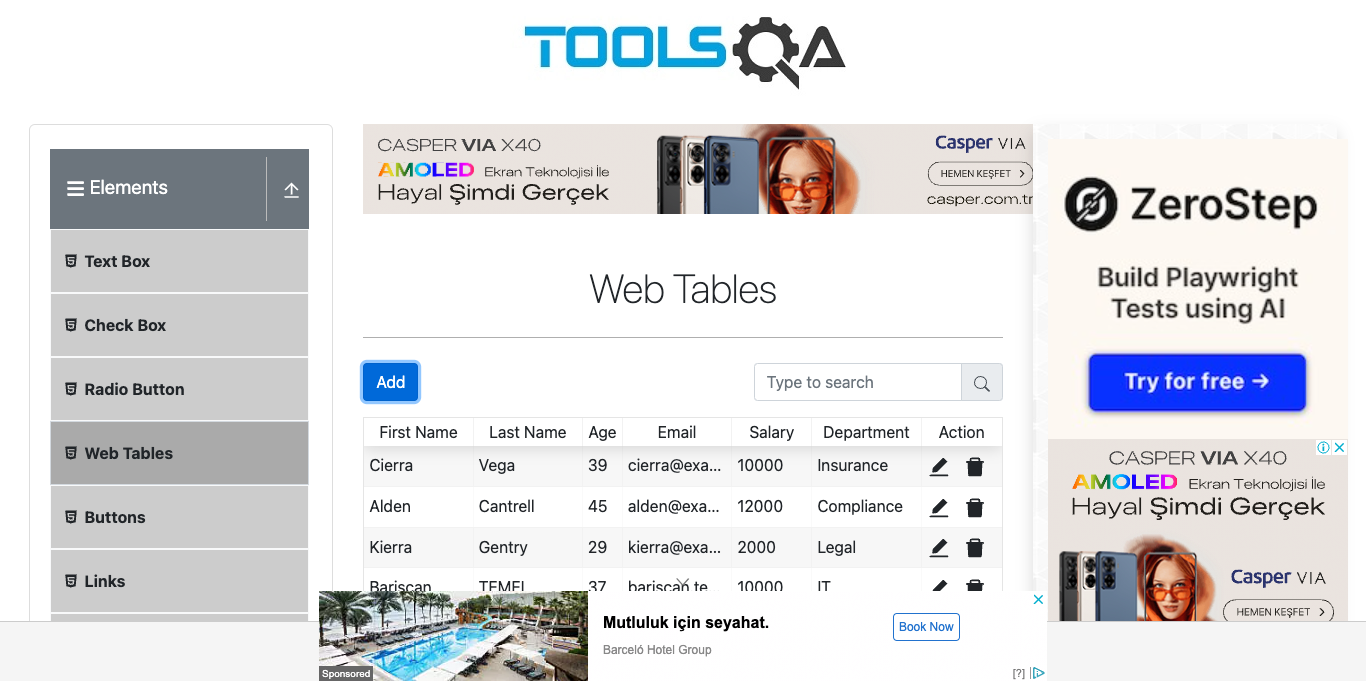 TOOLSQA
CASPER VIA X40
AMOLED Ekran Teknolojisi İle
Hayal Şimdi Gerçek
Casper VIA
HEMEN KEŞFET >
casper.com.tr
Elements
Text Box
Check Box
Radio Button
Web Tables
Buttons
Links
Web Tables
Add
Type to search
First Name Last Name Age Email Salary Department Action
Cierra Vega 39 cierra@exa... 10000 Insurance
Alden Cantrell 45 alden@exa... 12000 Compliance
Kierra Gentry 29 kierra@exa... 2000 Legal
Bariscan TEMEL 37 bariscan.te... 10000 IT
ZeroStep
Build Playwright
Tests using AI
Try for free →
CASPER VIA X40
AMOLED Ekran Teknolojisi İle
Hayal Şimdi Gerçek
Casper VIA
HEMEN KEŞFET >
Mutluluk için seyahat.
Barceló Hotel Group
Book Now
Sponsored
[?]